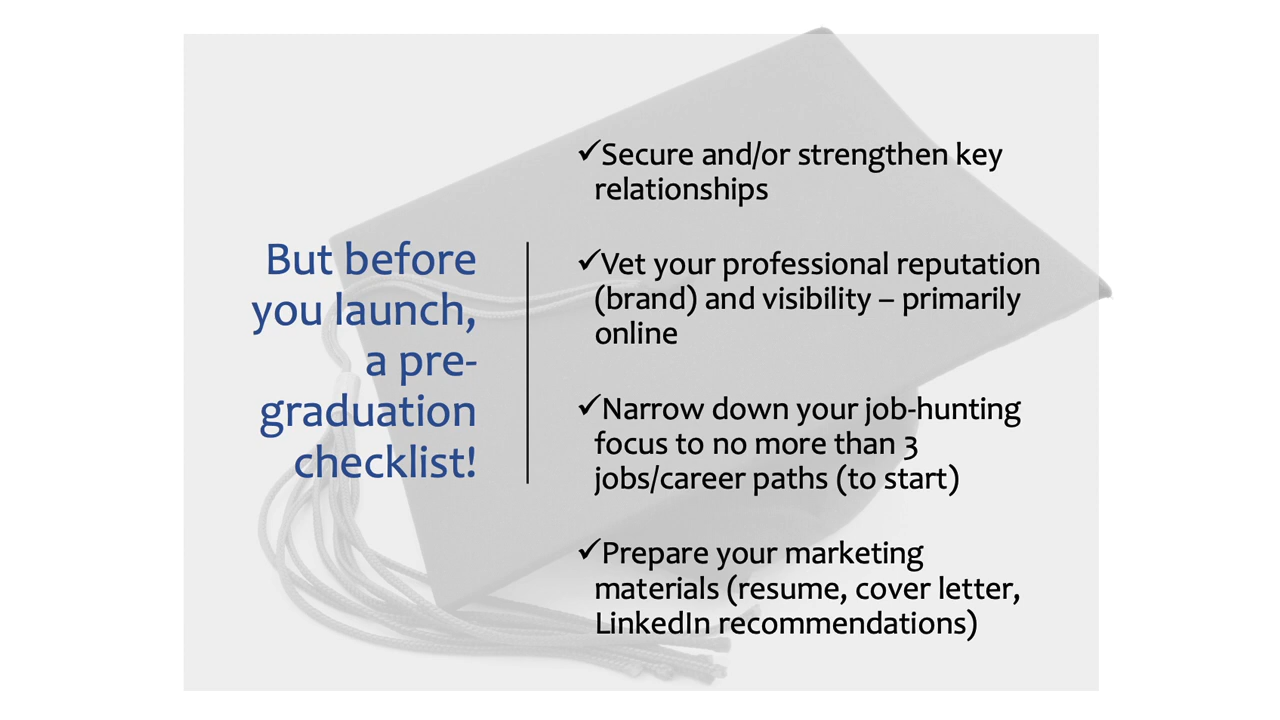 But before
you launch,
a pre-
graduation
checklist!
✓Secure and/or strengthen key
relationships
✓Vet your professional reputation
(brand) and visibility – primarily
online
✓Narrow down your job-hunting
focus to no more than 3
jobs/career paths (to start)
✓Prepare your marketing
materials (resume, cover letter,
LinkedIn recommendations)